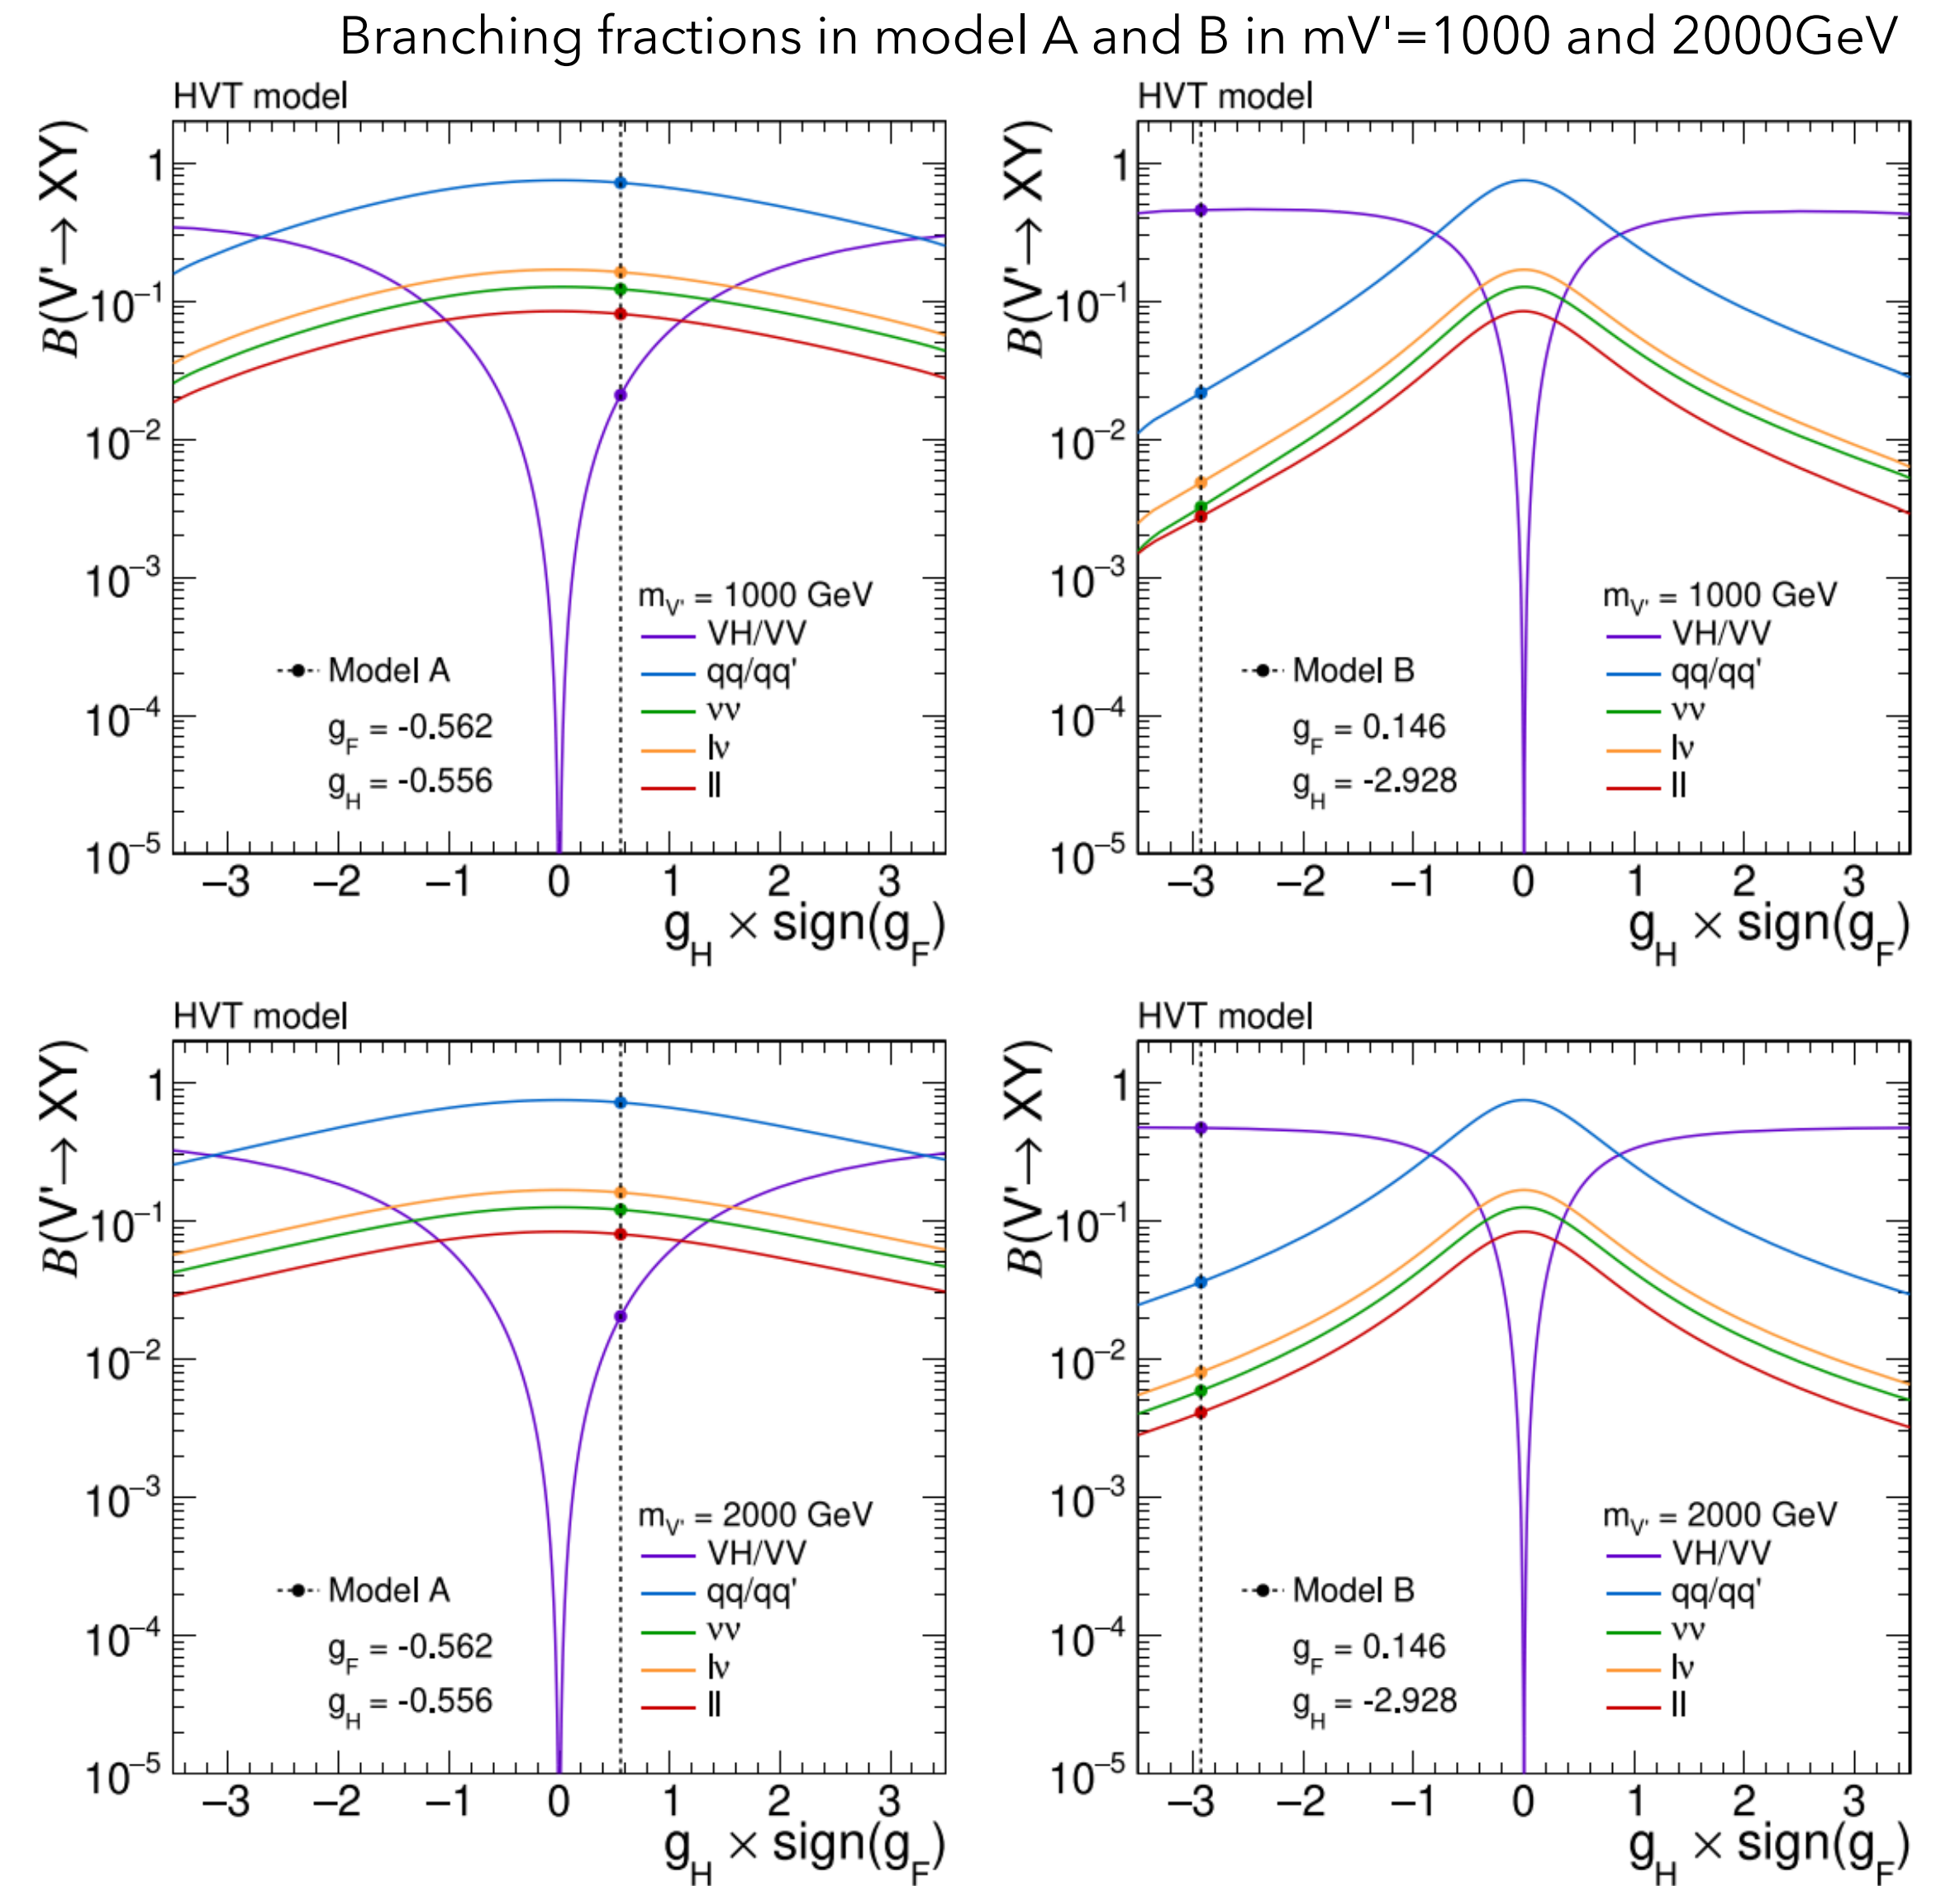 Branching fractions in model A and B in mV'=1000 and 2000GeV
HVT model
B(V'→ XY)
1
10⁻¹
10⁻²
10⁻³
10⁻⁴
10⁻⁵
m_V' = 1000 GeV
VH/VV
qq/qq'
νν
lν
ll
Model A
g_F = -0.562
g_H = -0.556
−3 −2 −1 0 1 2 3
g_H × sign(g_F)
HVT model
B(V'→ XY)
1
10⁻¹
10⁻²
10⁻³
10⁻⁴
10⁻⁵
m_V' = 1000 GeV
VH/VV
qq/qq'
νν
lν
ll
Model B
g_F = 0.146
g_H = -2.928
−3 −2 −1 0 1 2 3
g_H × sign(g_F)
HVT model
B(V'→ XY)
1
10⁻¹
10⁻²
10⁻³
10⁻⁴
10⁻⁵
m_V' = 2000 GeV
VH/VV
qq/qq'
νν
lν
ll
Model A
g_F = -0.562
g_H = -0.556
−3 −2 −1 0 1 2 3
g_H × sign(g_F)
HVT model
B(V'→ XY)
1
10⁻¹
10⁻²
10⁻³
10⁻⁴
10⁻⁵
m_V' = 2000 GeV
VH/VV
qq/qq'
νν
lν
ll
Model B
g_F = 0.146
g_H = -2.928
−3 −2 −1 0 1 2 3
g_H × sign(g_F)